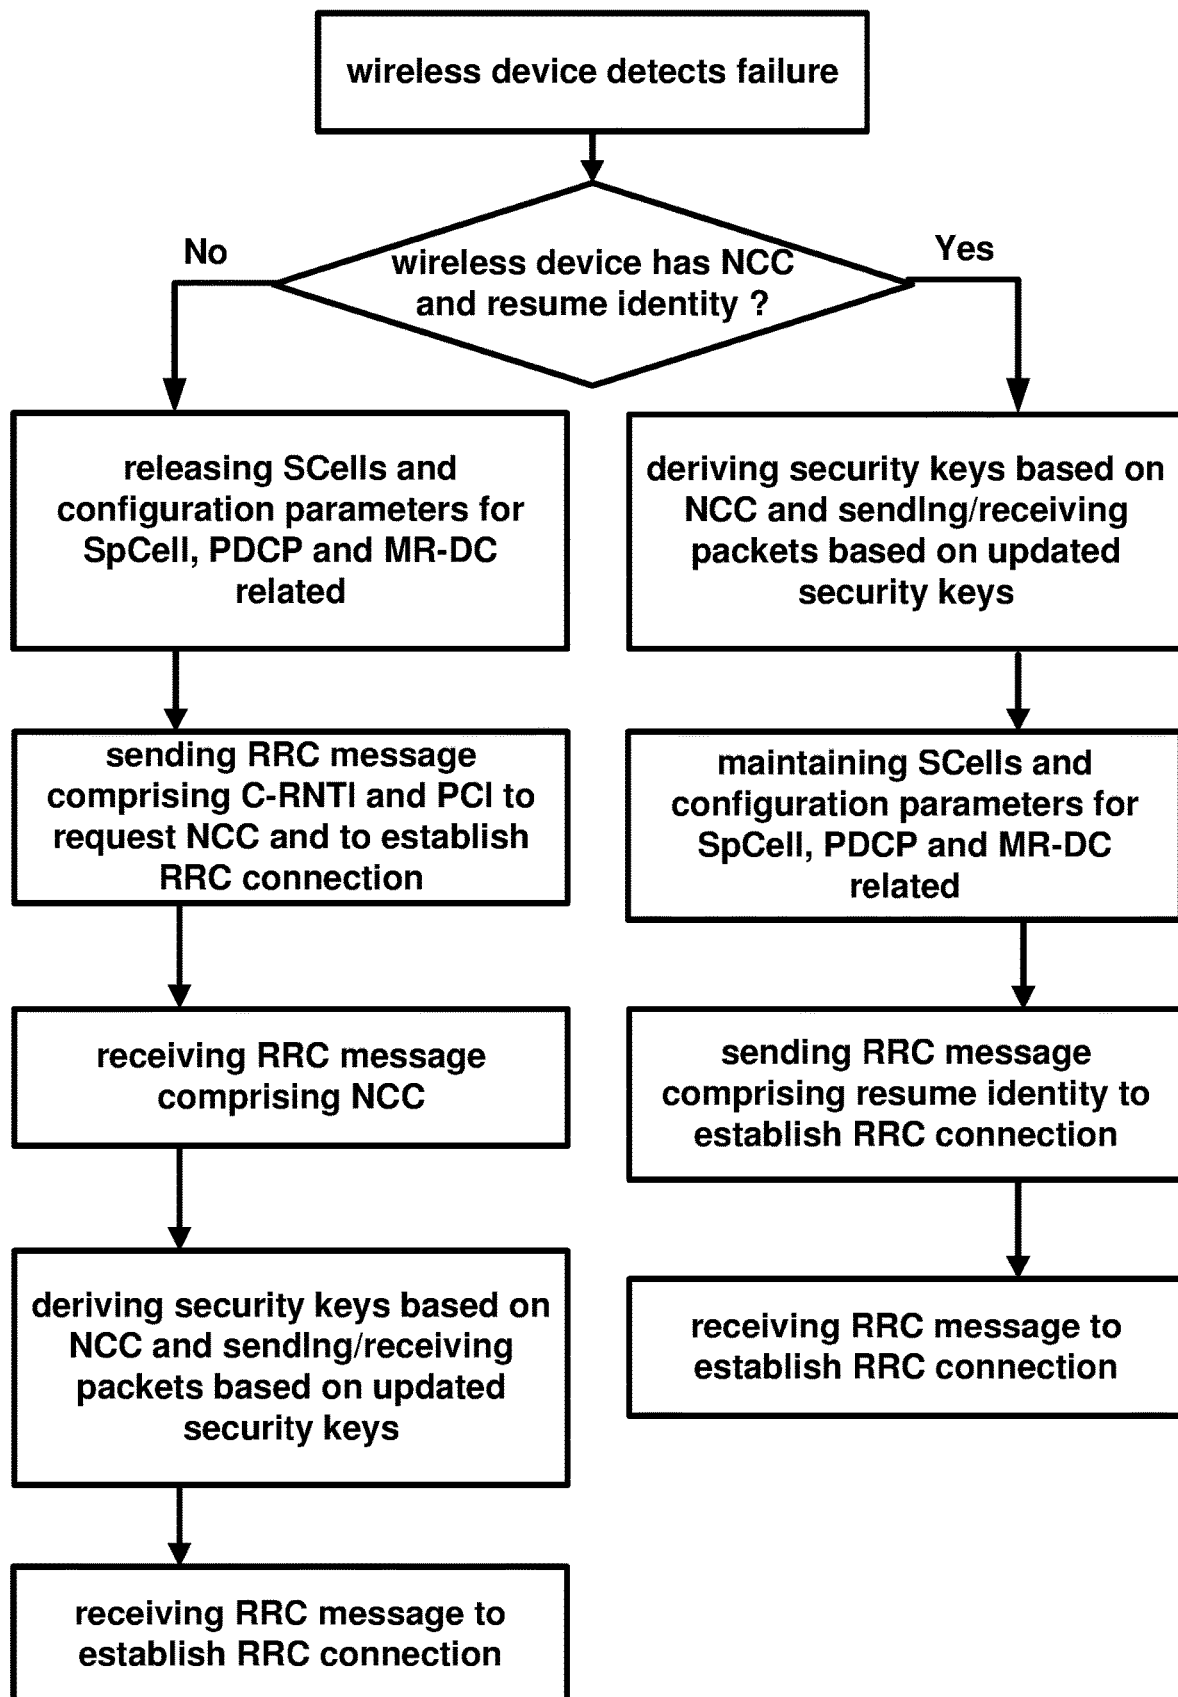 wireless device detects failure
No
Yes
wireless device has NCC
and resume identity ?
releasing SCells and
configuration parameters for
SpCell, PDCP and MR-DC
related
sending RRC message
comprising C-RNTI and PCI to
request NCC and to establish
RRC connection
receiving RRC message
comprising NCC
deriving security keys based on
NCC and sendIng/receiving
packets based on updated
security keys
receiving RRC message to
establish RRC connection
deriving security keys based on
NCC and sendIng/receiving
packets based on updated
security keys
maintaining SCells and
configuration parameters for
SpCell, PDCP and MR-DC
related
sending RRC message
comprising resume identity to
establish RRC connection
receiving RRC message to
establish RRC connection